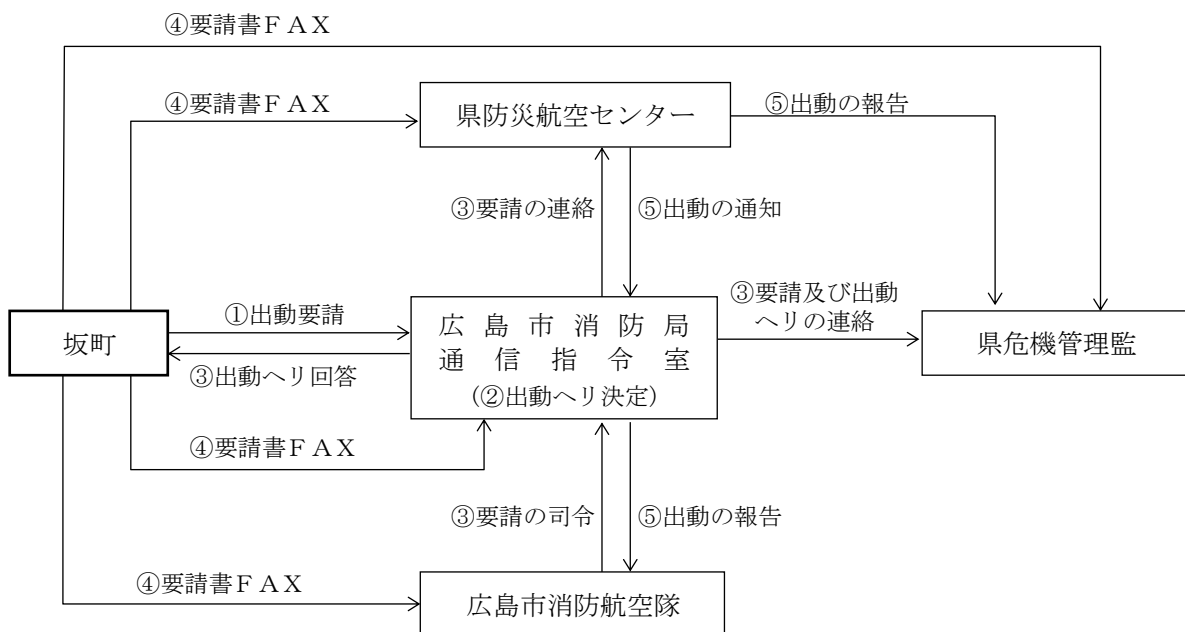 ④要請書ＦＡＸ
④要請書ＦＡＸ
県防災航空センター
⑤出動の報告
③要請の連絡
⑤出動の通知
①出動要請
坂町
③出動ヘリ回答
広島市消防局
通信指令室
(②出動ヘリ決定)
③要請及び出動
ヘリの連絡
県危機管理監
④要請書ＦＡＸ
③要請の司令
⑤出動の報告
④要請書ＦＡＸ
広島市消防航空隊